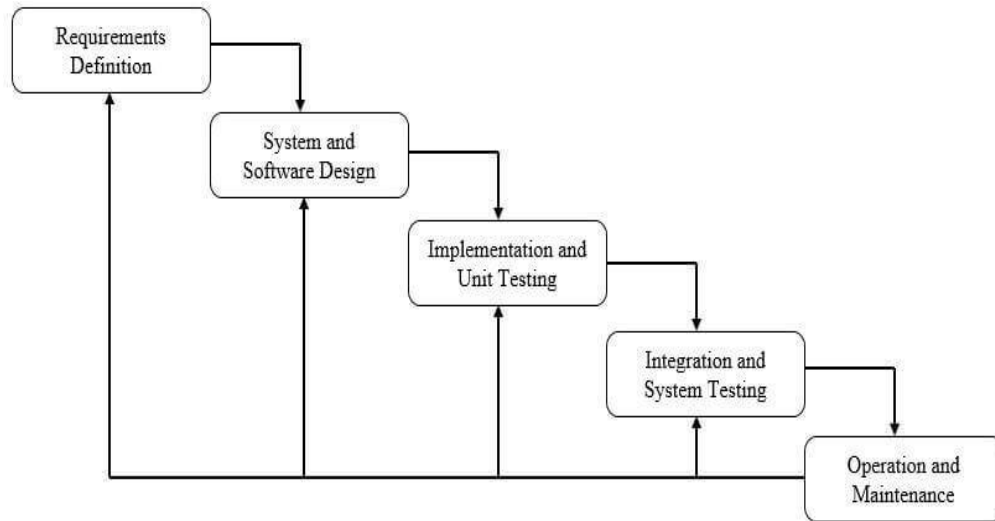 Requirements
Definition
System and
Software Design
Implementation and
Unit Testing
Integration and
System Testing
Operation and
Maintenance